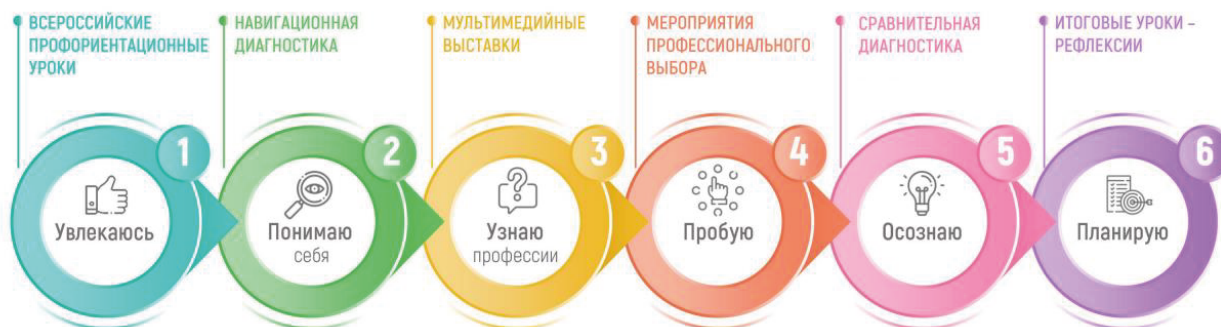 ВСЕРОССИЙСКИЕ
ПРОФОРИЕНТАЦИОННЫЕ
УРОКИ
1
Увлекаюсь
НАВИГАЦИОННАЯ
ДИАГНОСТИКА
2
Понимаю
себя
МУЛЬТИМЕДИЙНЫЕ
ВЫСТАВКИ
3
Узнаю
профессии
МЕРОПРИЯТИЯ
ПРОФЕССИОНАЛЬНОГО
ВЫБОРА
4
Пробую
СРАВНИТЕЛЬНАЯ
ДИАГНОСТИКА
5
Осознаю
ИТОГОВЫЕ УРОКИ –
РЕФЛЕКСИИ
6
Планирую